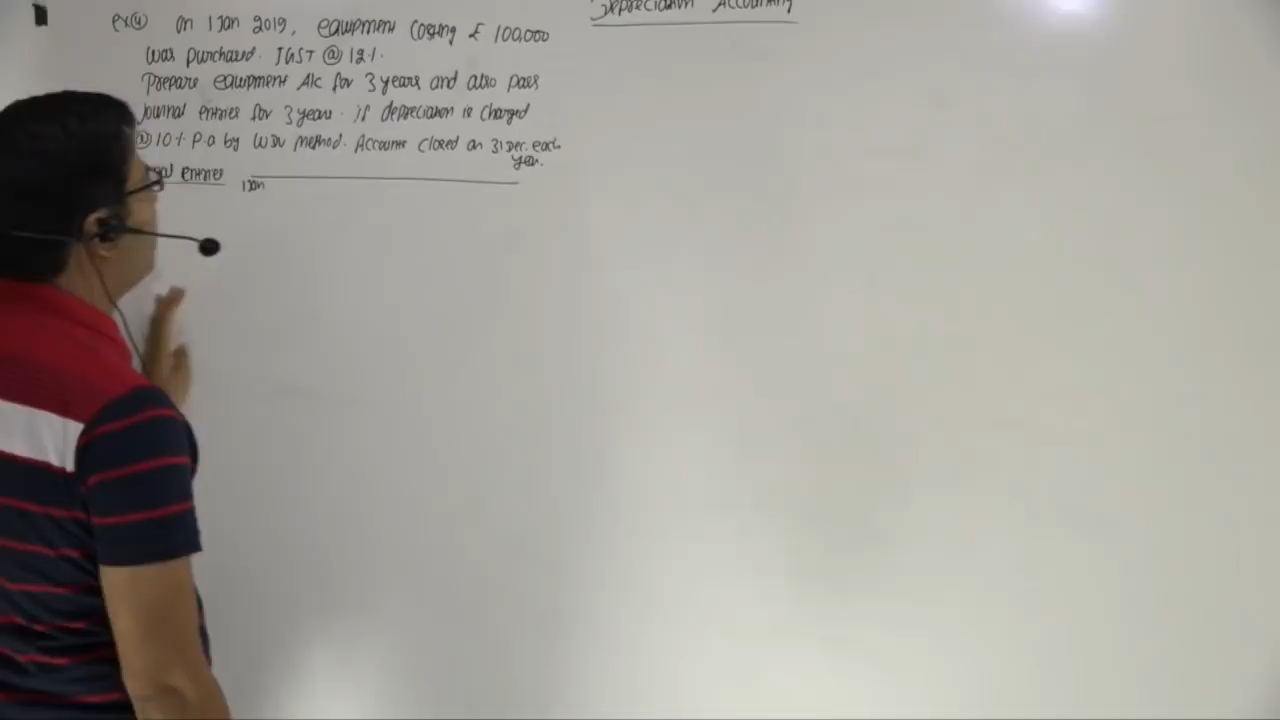 Depreciation Accounting
ex④ on 1 Jan 2019, equipment costing ₹ 100,000
was purchased. IGST @ 12%.
Prepare equipment A/c for 3 years and also pass
journal entries for 3 years. if depreciation is charged
@ 10% p.a by WDV method. Accounts closed on 31 Dec. each
year.
entries 1 Jan